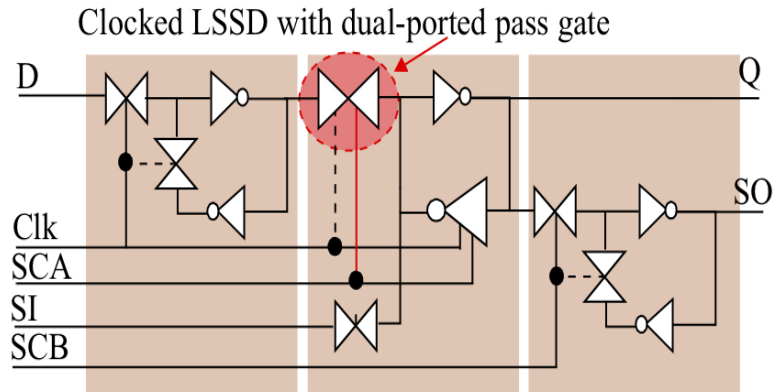 Clocked LSSD with dual-ported pass gate
D
Q
SO
Clk
SCA
SI
SCB